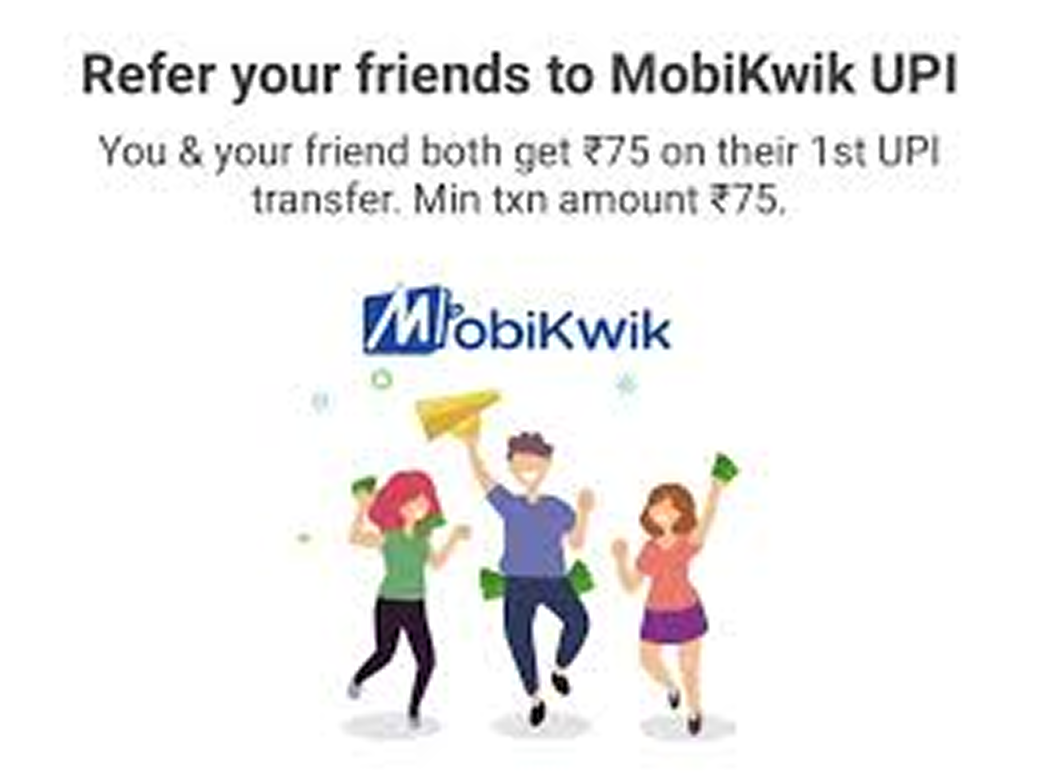 Refer your friends to MobiKwik UPI
You & your friend both get ₹75 on their 1st UPI
transfer. Min txn amount ₹75.
MobiKwik